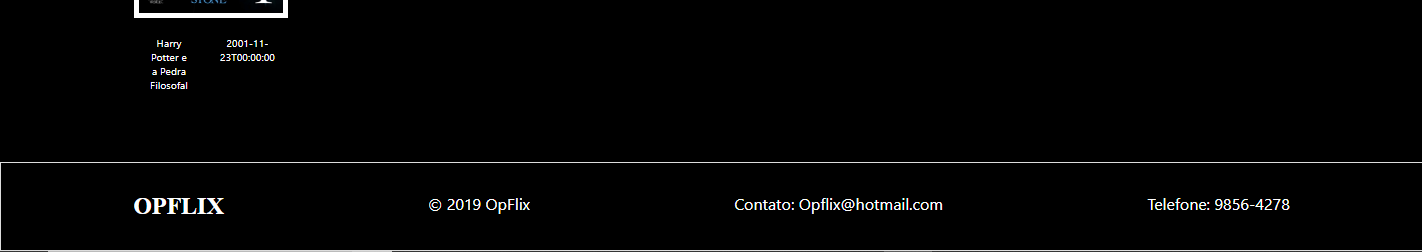 STONE
Harry
Potter e
a Pedra
Filosofal
2001-11-
23T00:00:00
OPFLIX
© 2019 OpFlix
Contato: Opflix@hotmail.com
Telefone: 9856-4278